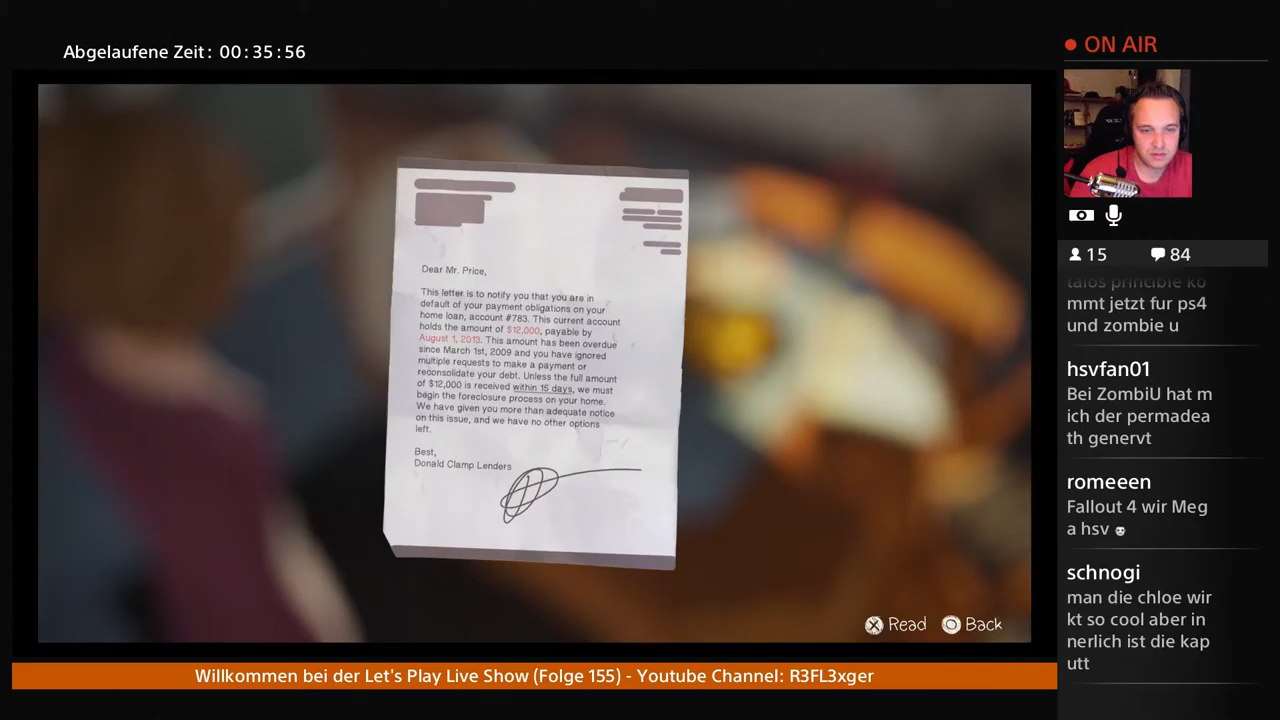 Abgelaufene Zeit: 00:35:56
ON AIR
Dear Mr. Price,
This letter is to notify you that you are in
default of your payment obligations on your
home loan, account #783. This current account
holds the amount of $12,000, payable by
August 1, 2013. This amount has been overdue
since March 1st, 2009 and you have ignored
multiple requests to make a payment or
reconsolidate your debt. Unless the full amount
of $12,000 is received within 15 days, we must
begin the foreclosure process on your home.
We have given you more than adequate notice
on this issue, and we have no other options
left.
Best,
Donald Clamp Lenders
Read
Back
15
84
talos principle ko
mmt jetzt fur ps4
und zombie u
hsvfan01
Bei ZombiU hat m
ich der permadea
th genervt
romeeen
Fallout 4 wir Meg
a hsv
schnogi
man die chloe wir
kt so cool aber in
nerlich ist die kap
utt
Willkommen bei der Let's Play Live Show (Folge 155) - Youtube Channel: R3FL3xger